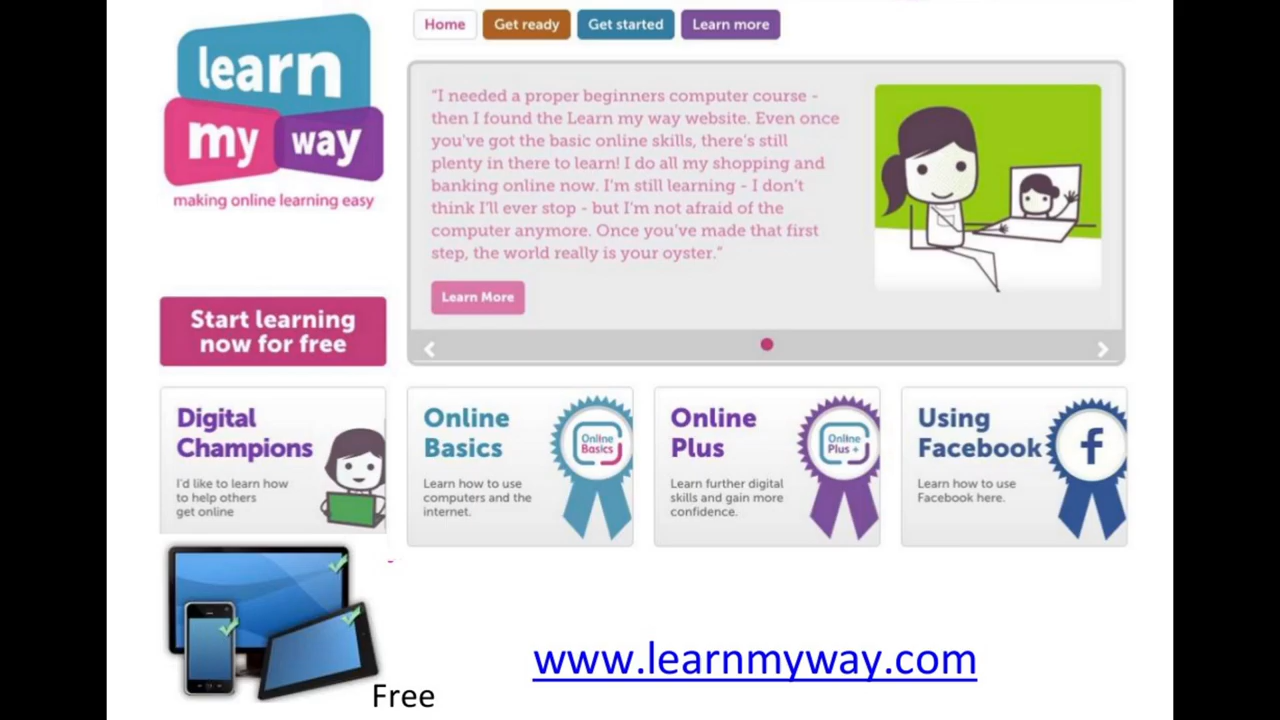 learn
my way
making online learning easy
Home
Get ready
Get started
Learn more
“I needed a proper beginners computer course -
then I found the Learn my way website. Even once
you've got the basic online skills, there's still
plenty in there to learn! I do all my shopping and
banking online now. I'm still learning - I don't
think I'll ever stop - but I'm not afraid of the
computer anymore. Once you've made that first
step, the world really is your oyster.“
Learn More
Start learning
now for free
Digital
Champions
I'd like to learn how
to help others
get online
Online
Basics
Learn how to use
computers and the
internet.
Online
Basics
Online
Plus
Learn further digital
skills and gain more
confidence.
Online
Plus +
Using
Facebook
Learn how to use
Facebook here.
f
Free
www.learnmyway.com